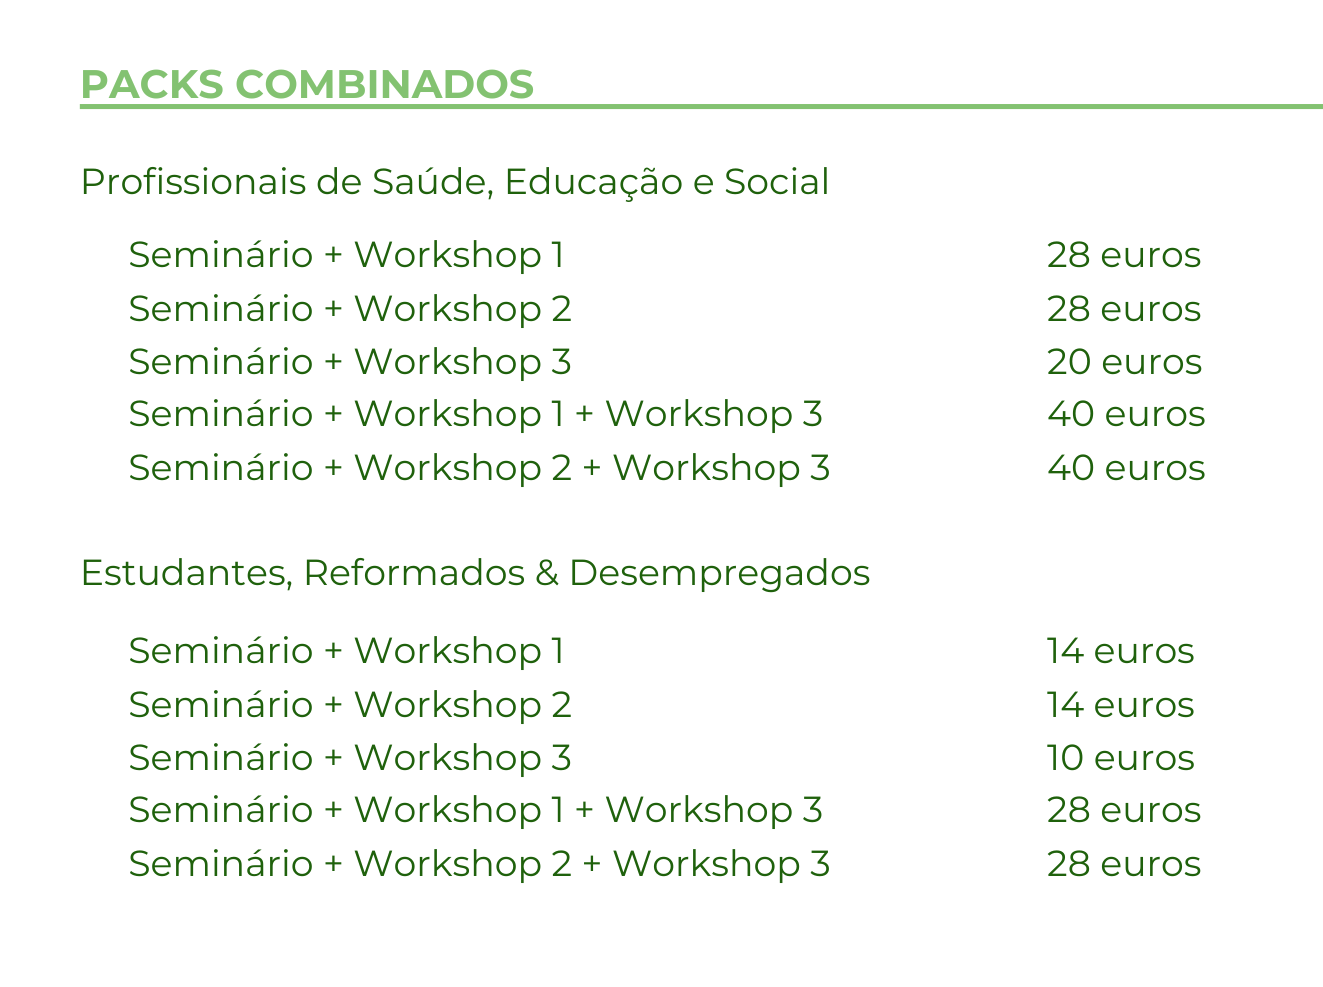 PACKS COMBINADOS
Profissionais de Saúde, Educação e Social
Seminário + Workshop 1 28 euros
Seminário + Workshop 2 28 euros
Seminário + Workshop 3 20 euros
Seminário + Workshop 1 + Workshop 3 40 euros
Seminário + Workshop 2 + Workshop 3 40 euros
Estudantes, Reformados & Desempregados
Seminário + Workshop 1 14 euros
Seminário + Workshop 2 14 euros
Seminário + Workshop 3 10 euros
Seminário + Workshop 1 + Workshop 3 28 euros
Seminário + Workshop 2 + Workshop 3 28 euros